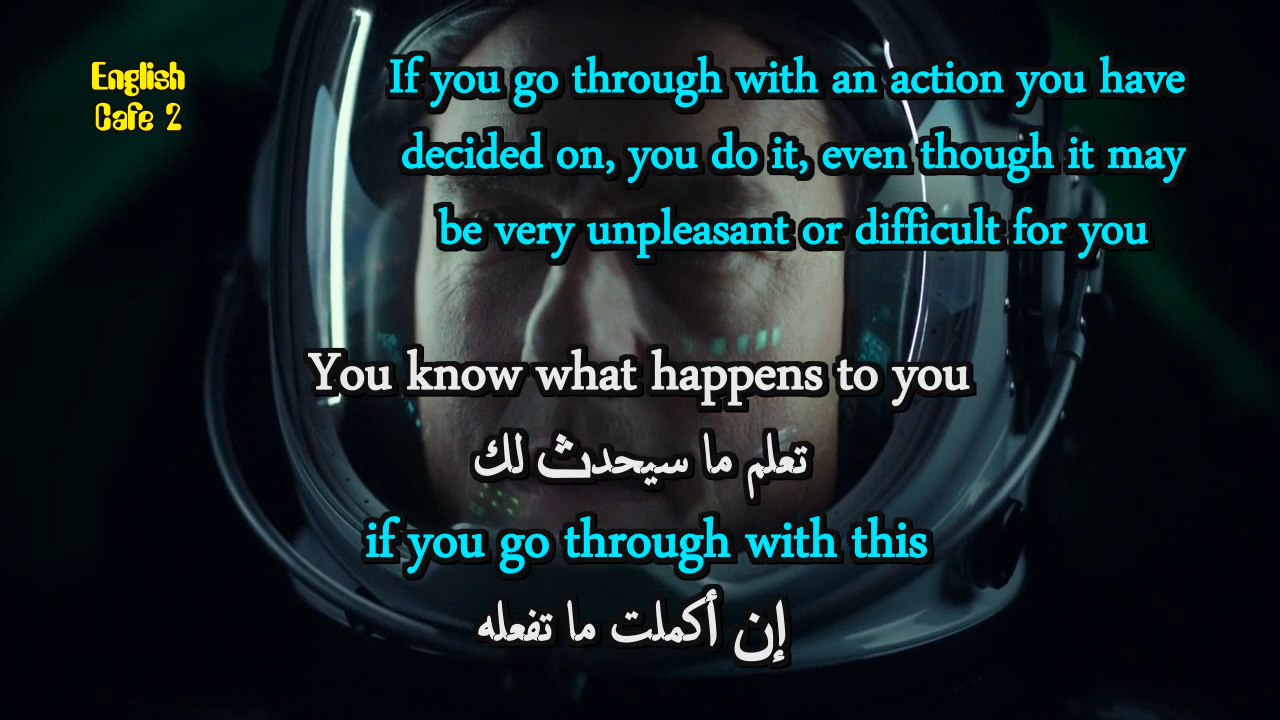 English
Cafe 2
If you go through with an action you have
decided on, you do it, even though it may
be very unpleasant or difficult for you
You know what happens to you
تعلم ما سيحدث لك
if you go through with this
إن أكملت ما تفعله